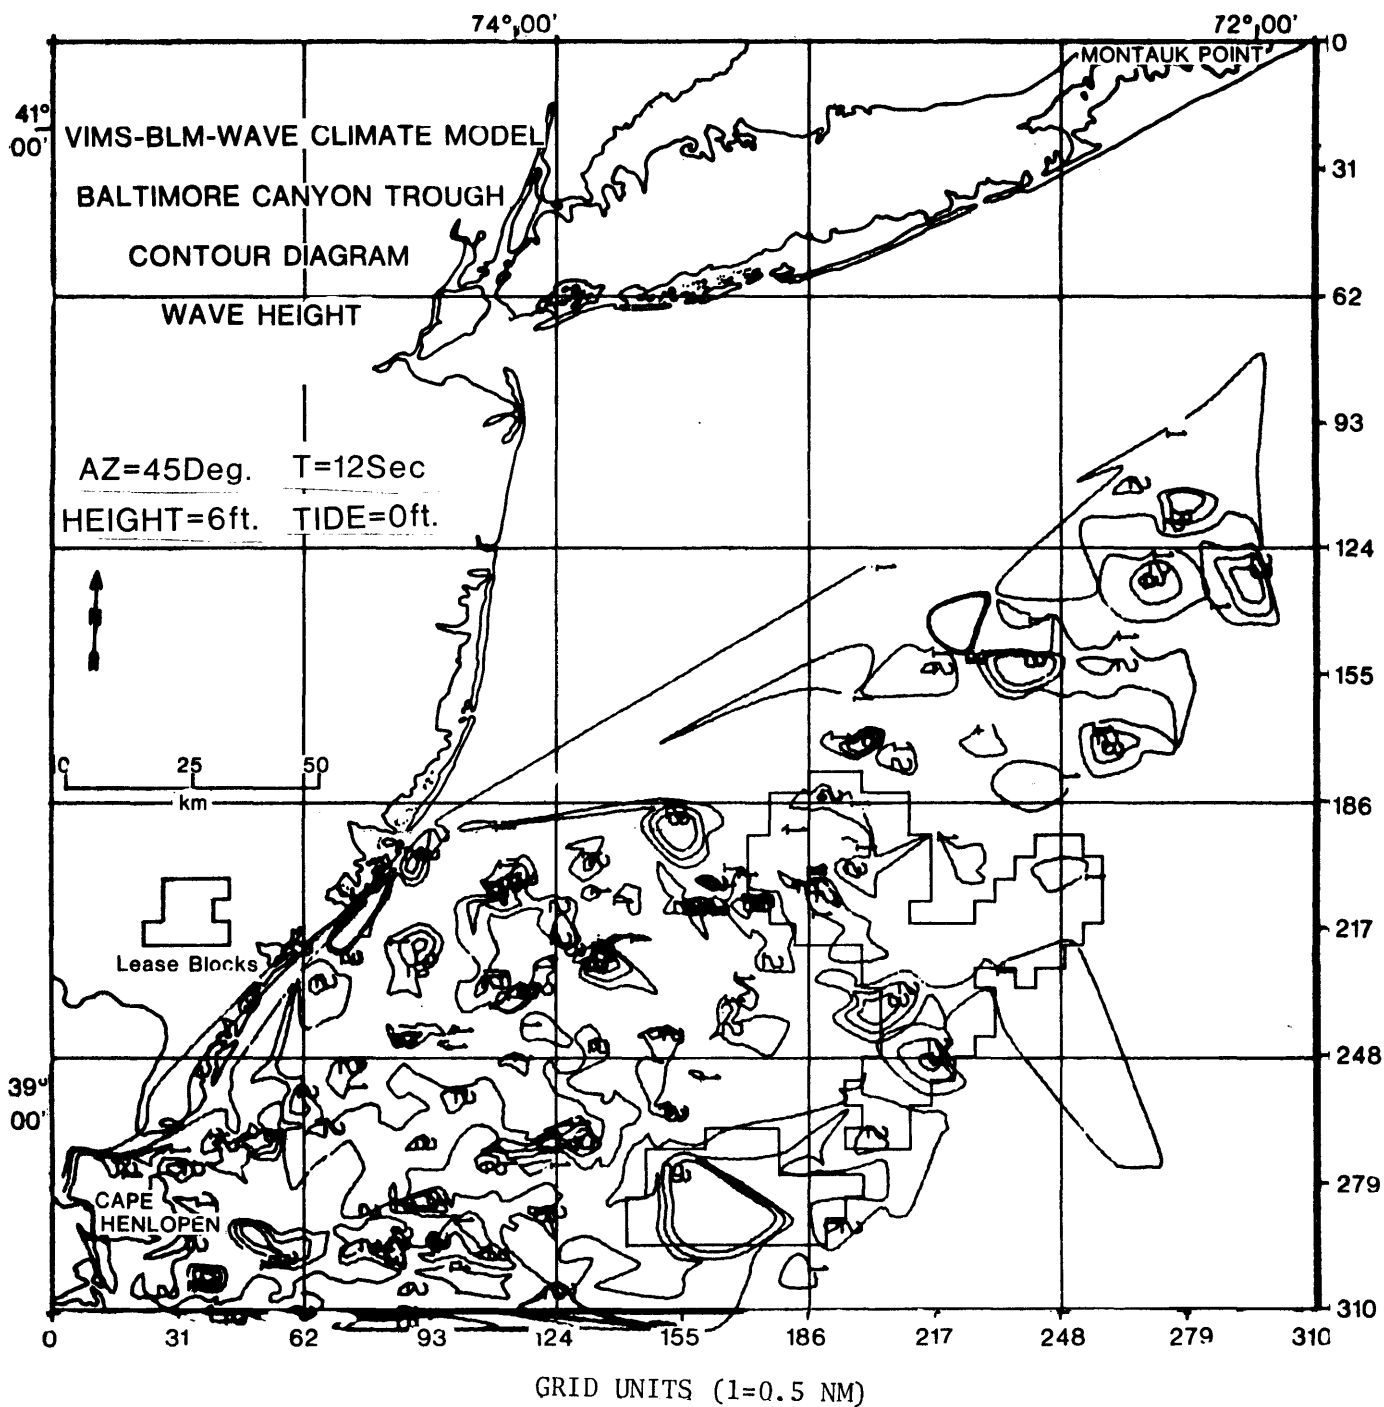 74° 00'
72° 00'
MONTAUK POINT
0
41°
00'
VIMS-BLM-WAVE CLIMATE MODEL
31
BALTIMORE CANYON TROUGH
CONTOUR DIAGRAM
62
WAVE HEIGHT
93
AZ=45Deg. T=12Sec
HEIGHT=6ft. TIDE=0ft.
124
155
0 25 50
km
186
217
Lease Blocks
248
39°
00'
279
CAPE
HENLOPEN
310
0 31 62 93 124 155 186 217 248 279 310
GRID UNITS (1=0.5 NM)